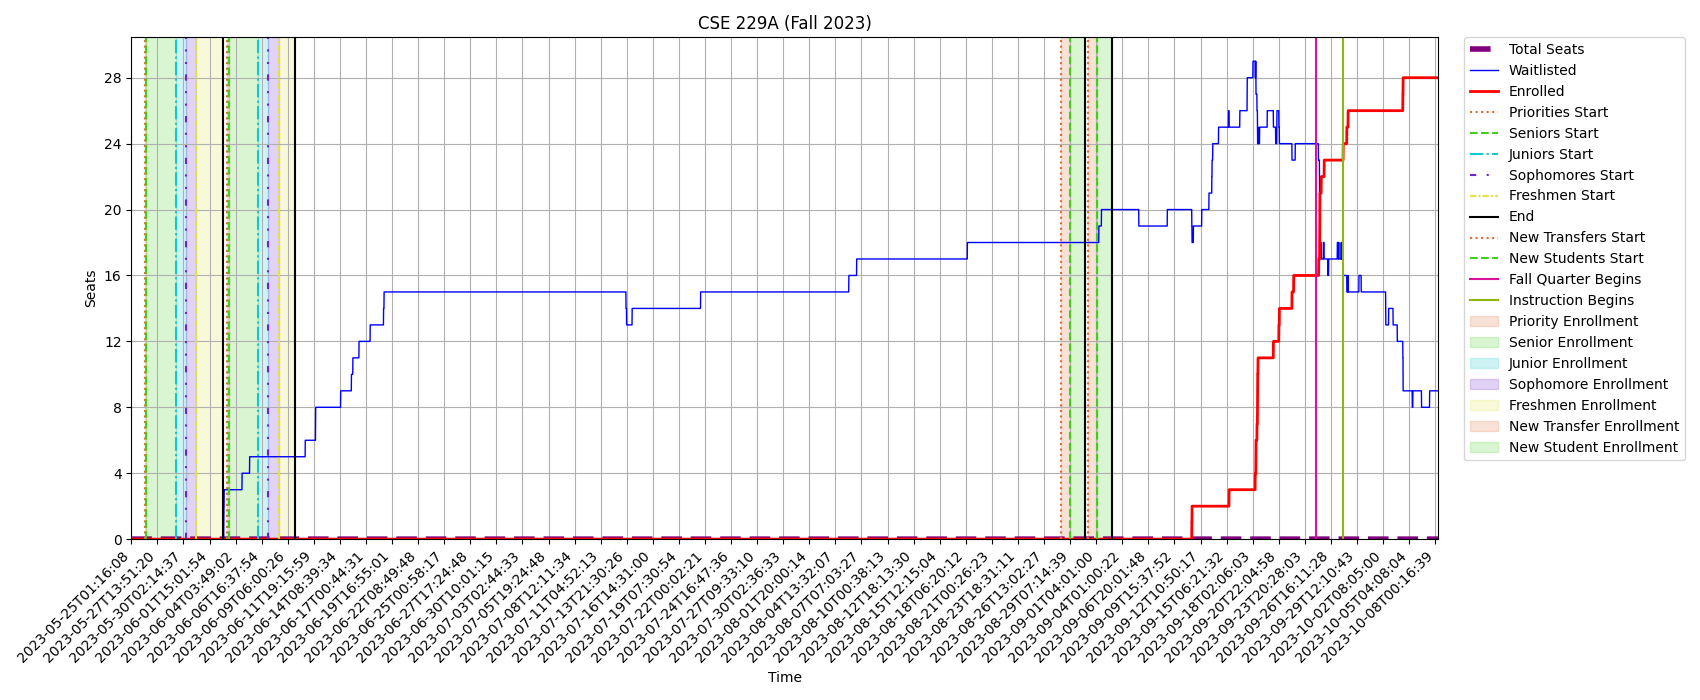 CSE 229A (Fall 2023)
Seats
28
24
20
16
12
8
4
0
2023-05-25T01:16:08
2023-05-27T13:51:20
2023-05-30T02:14:37
2023-06-01T15:01:54
2023-06-04T03:49:02
2023-06-06T16:37:54
2023-06-09T06:00:26
2023-06-11T19:15:59
2023-06-14T08:39:34
2023-06-17T00:44:31
2023-06-19T16:55:01
2023-06-22T08:49:48
2023-06-25T00:58:17
2023-06-27T17:24:48
2023-06-30T10:01:15
2023-07-03T02:44:33
2023-07-05T19:24:48
2023-07-08T12:11:34
2023-07-11T04:52:13
2023-07-13T21:30:26
2023-07-16T14:31:00
2023-07-19T07:30:54
2023-07-22T00:02:21
2023-07-24T16:47:36
2023-07-27T09:33:10
2023-07-30T02:36:33
2023-08-01T20:00:14
2023-08-04T13:32:07
2023-08-07T07:03:27
2023-08-10T00:38:13
2023-08-12T18:13:30
2023-08-15T12:15:04
2023-08-18T06:20:12
2023-08-21T00:26:23
2023-08-23T18:31:11
2023-08-26T13:02:27
2023-08-29T07:14:39
2023-09-01T04:01:00
2023-09-04T01:00:22
2023-09-06T20:01:48
2023-09-09T15:37:52
2023-09-12T10:50:17
2023-09-15T06:21:32
2023-09-18T02:06:03
2023-09-20T22:04:58
2023-09-23T20:28:03
2023-09-26T16:11:28
2023-09-29T12:10:43
2023-10-02T08:05:00
2023-10-05T04:08:04
2023-10-08T00:16:39
Time
Total Seats
Waitlisted
Enrolled
Priorities Start
Seniors Start
Juniors Start
Sophomores Start
Freshmen Start
End
New Transfers Start
New Students Start
Fall Quarter Begins
Instruction Begins
Priority Enrollment
Senior Enrollment
Junior Enrollment
Sophomore Enrollment
Freshmen Enrollment
New Transfer Enrollment
New Student Enrollment